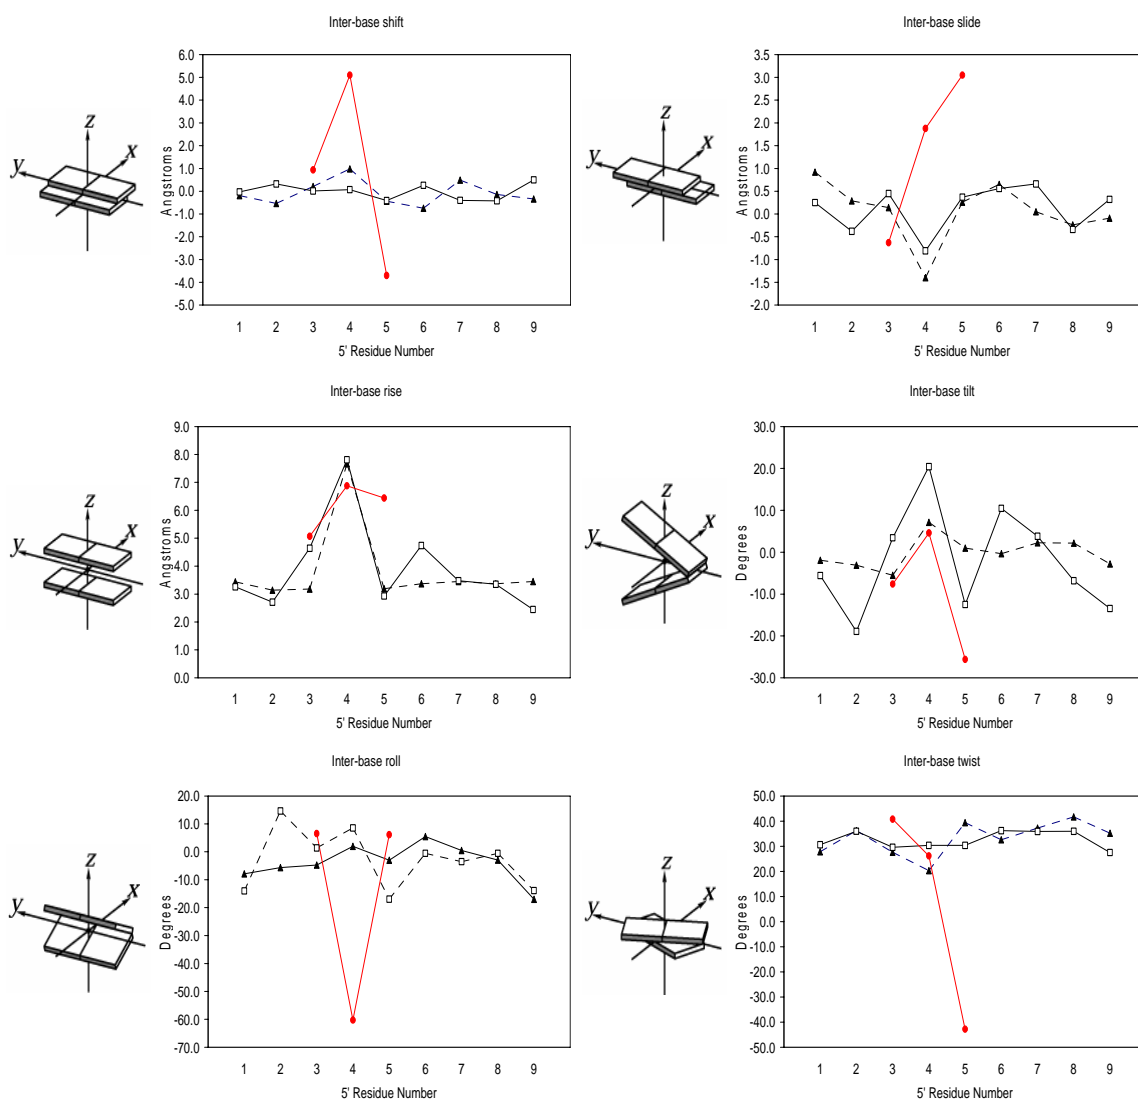 Inter-base shift
6.0
5.0
4.0
3.0
2.0
1.0
0.0
-1.0
-2.0
-3.0
-4.0
-5.0
Angstroms
1 2 3 4 5 6 7 8 9
5' Residue Number
z
y
x
Inter-base slide
3.5
3.0
2.5
2.0
1.5
1.0
0.5
0.0
-0.5
-1.0
-1.5
-2.0
Angstroms
1 2 3 4 5 6 7 8 9
5' Residue Number
z
y
x
Inter-base rise
9.0
8.0
7.0
6.0
5.0
4.0
3.0
2.0
1.0
0.0
Angstroms
1 2 3 4 5 6 7 8 9
5' Residue Number
z
y
x
Inter-base tilt
30.0
20.0
10.0
0.0
-10.0
-20.0
-30.0
Degrees
1 2 3 4 5 6 7 8 9
5' Residue Number
z
y
x
Inter-base roll
20.0
10.0
0.0
-10.0
-20.0
-30.0
-40.0
-50.0
-60.0
-70.0
Degrees
1 2 3 4 5 6 7 8 9
5' Residue Number
z
y
x
Inter-base twist
50.0
40.0
30.0
20.0
10.0
0.0
-10.0
-20.0
-30.0
-40.0
-50.0
Degrees
1 2 3 4 5 6 7 8 9
5' Residue Number
z
y
x